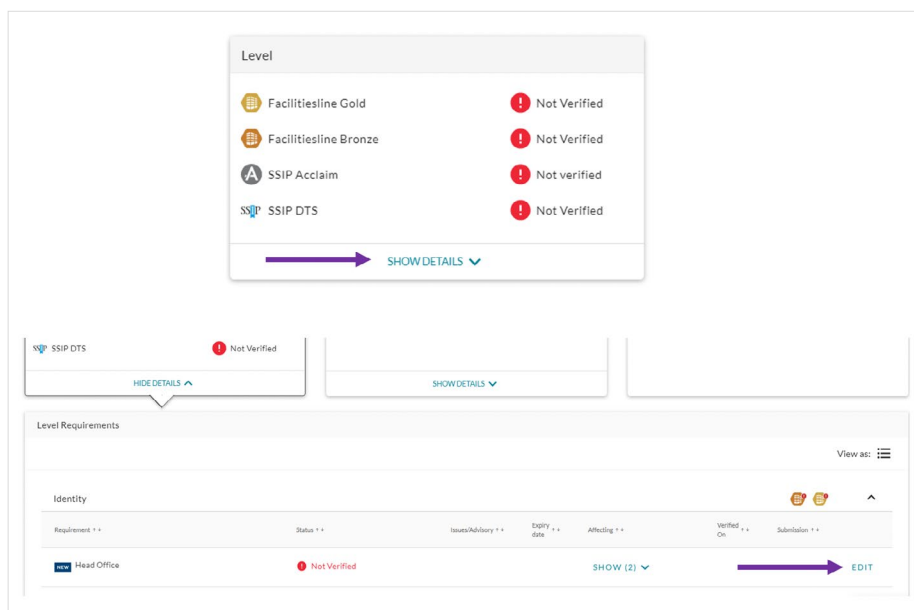 Level
Facilitiesline Gold
Not Verified
Facilitiesline Bronze
Not Verified
A SSIP Acclaim
Not verified
SSIP SSIP DTS
Not Verified
SHOW DETAILS
SSIP SSIP DTS
Not Verified
HIDE DETAILS
SHOW DETAILS
Level Requirements
View as:
Identity
Requirement
Status
Issues/Advisory
Expiry
date
Affecting
Verified
On
Submission
NEW Head Office
Not Verified
SHOW (2)
EDIT